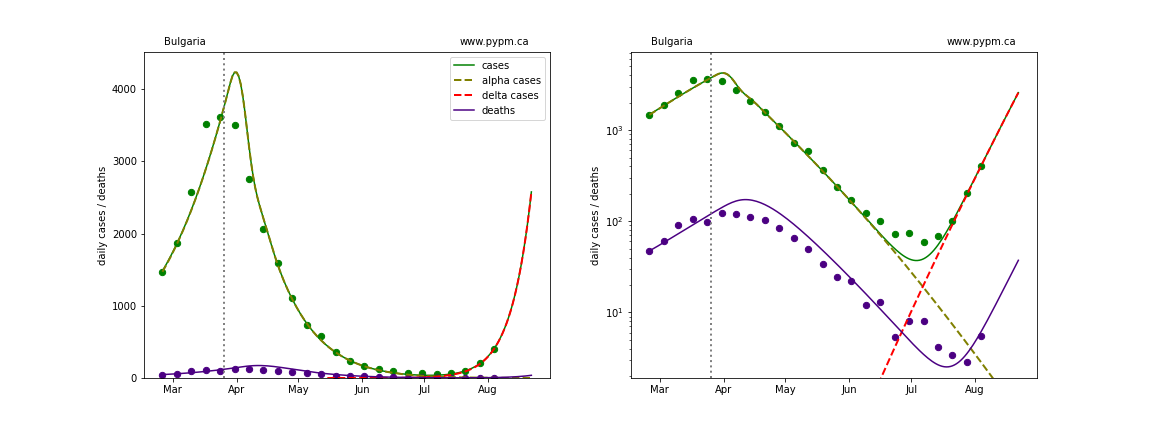 Bulgaria www.pypm.ca
daily cases / deaths
4000
3000
2000
1000
0
cases
alpha cases
delta cases
deaths
Mar Apr May Jun Jul Aug
Bulgaria www.pypm.ca
daily cases / deaths
10³
10²
10¹
Mar Apr May Jun Jul Aug